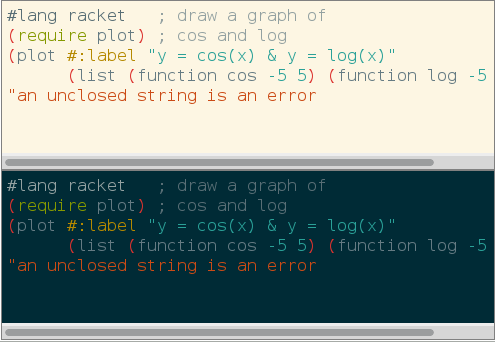 #lang racket   ; draw a graph of
(require plot) ; cos and log
(plot #:label "y = cos(x) & y = log(x)"
      (list (function cos -5 5) (function log -5
"an unclosed string is an error
#lang racket   ; draw a graph of
(require plot) ; cos and log
(plot #:label "y = cos(x) & y = log(x)"
      (list (function cos -5 5) (function log -5
"an unclosed string is an error